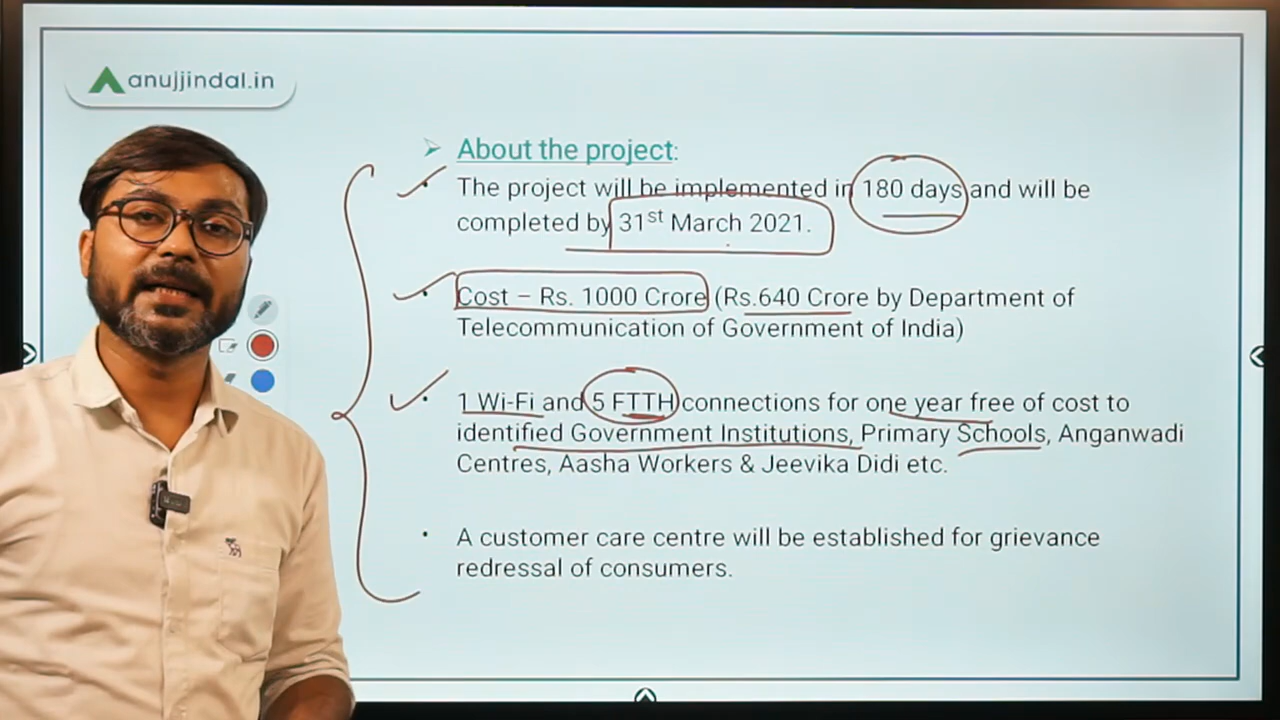 anujjindal.in
About the project:
The project will be implemented in 180 days and will be
completed by 31st March 2021.
Cost – Rs. 1000 Crore (Rs.640 Crore by Department of
Telecommunication of Government of India)
1 Wi-Fi and 5 FTTH connections for one year free of cost to
identified Government Institutions, Primary Schools, Anganwadi
Centres, Aasha Workers & Jeevika Didi etc.
A customer care centre will be established for grievance
redressal of consumers.